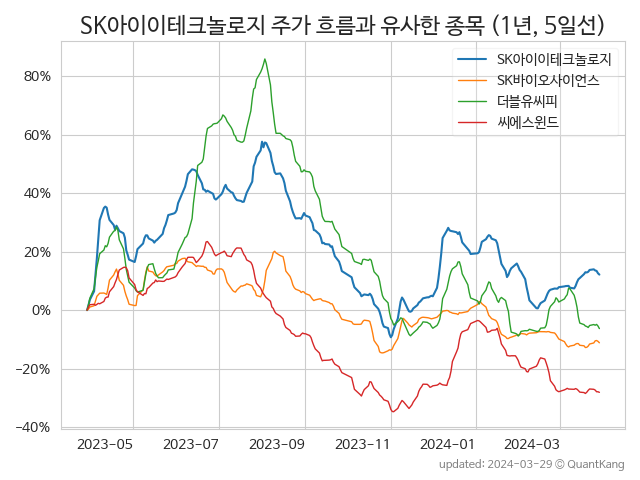 SK아이이테크놀로지 주가 흐름과 유사한 종목 (1년, 5일선)
SK아이이테크놀로지
SK바이오사이언스
더블유씨피
씨에스윈드
80%
60%
40%
20%
0%
−20%
−40%
2023-05 2023-07 2023-09 2023-11 2024-01 2024-03
updated: 2024-03-29 © QuantKang